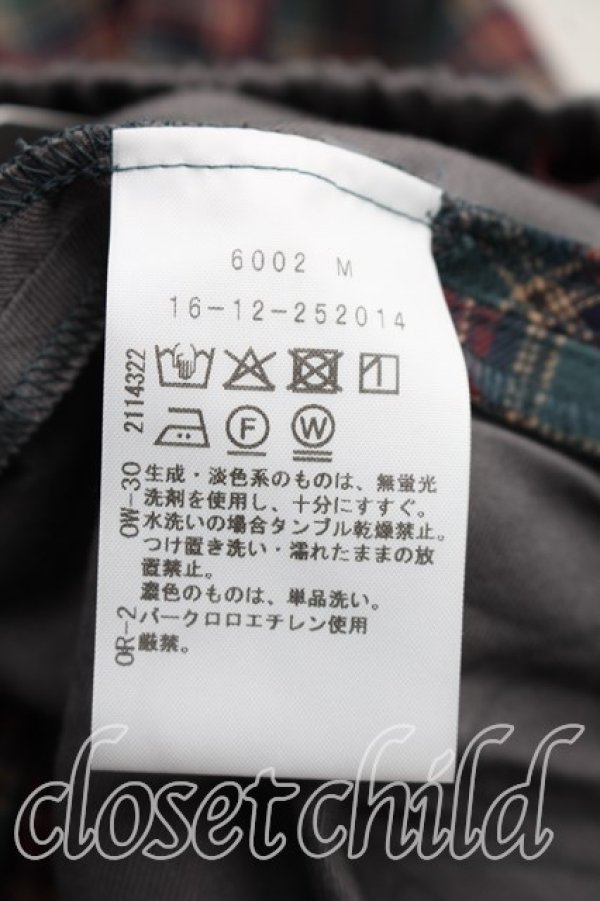 6002 M
16-12-252014
2114322
F W
OW-30
生成・淡色系のものは、無蛍光
洗剤を使用し、十分にすすぐ。
水洗いの場合タンブル乾燥禁止。
つけ置き洗い・濡れたままの放
置禁止。
濃色のものは、単品洗い。
パークロロエチレン使用
厳禁。
OR-2
closet child